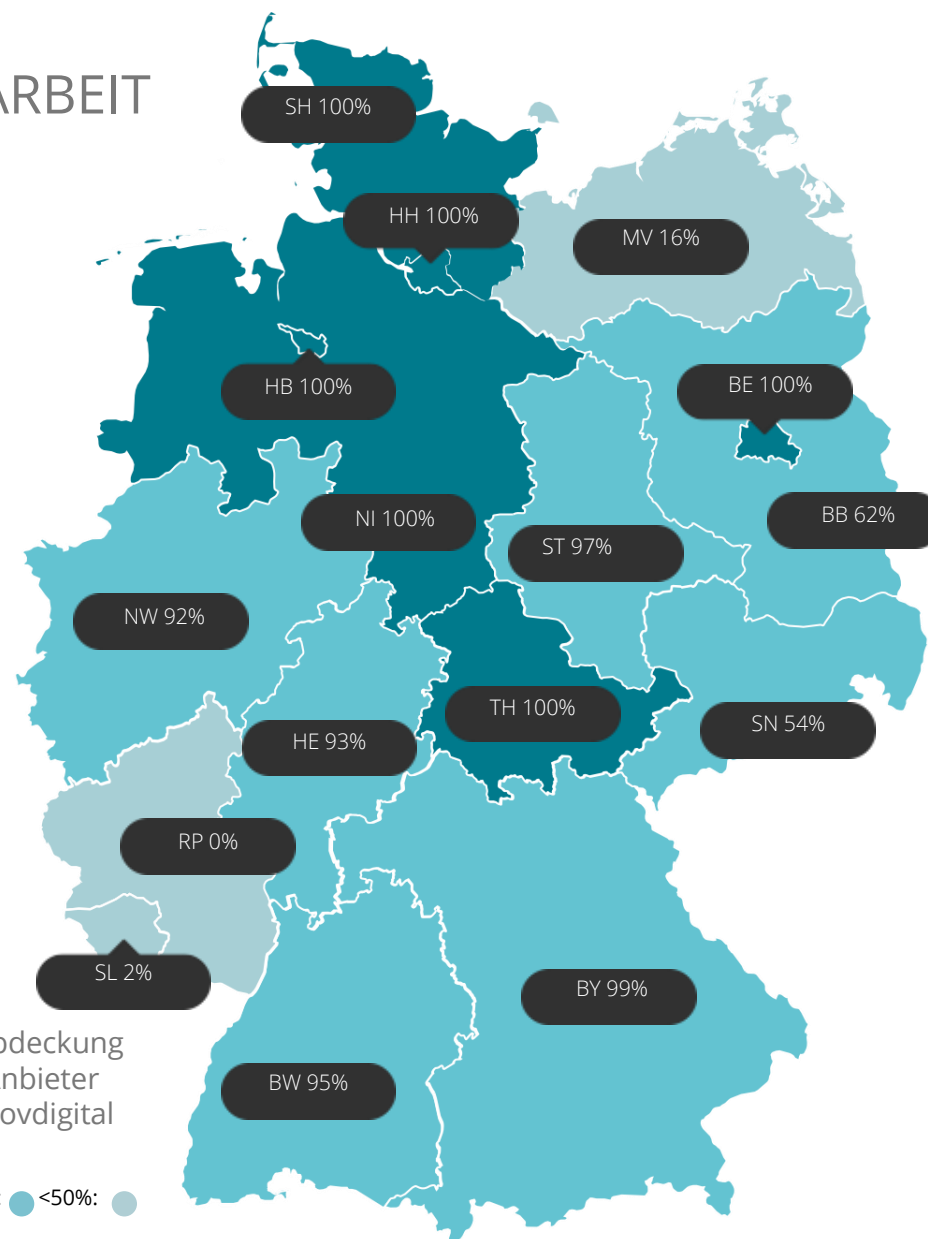 ARBEIT
SH 100%
HH 100%
MV 16%
HB 100%
BE 100%
NI 100%
BB 62%
ST 97%
NW 92%
TH 100%
SN 54%
HE 93%
RP 0%
SL 2%
BY 99%
bdeckung
nbieter
ovdigital
BW 95%
: <50%: